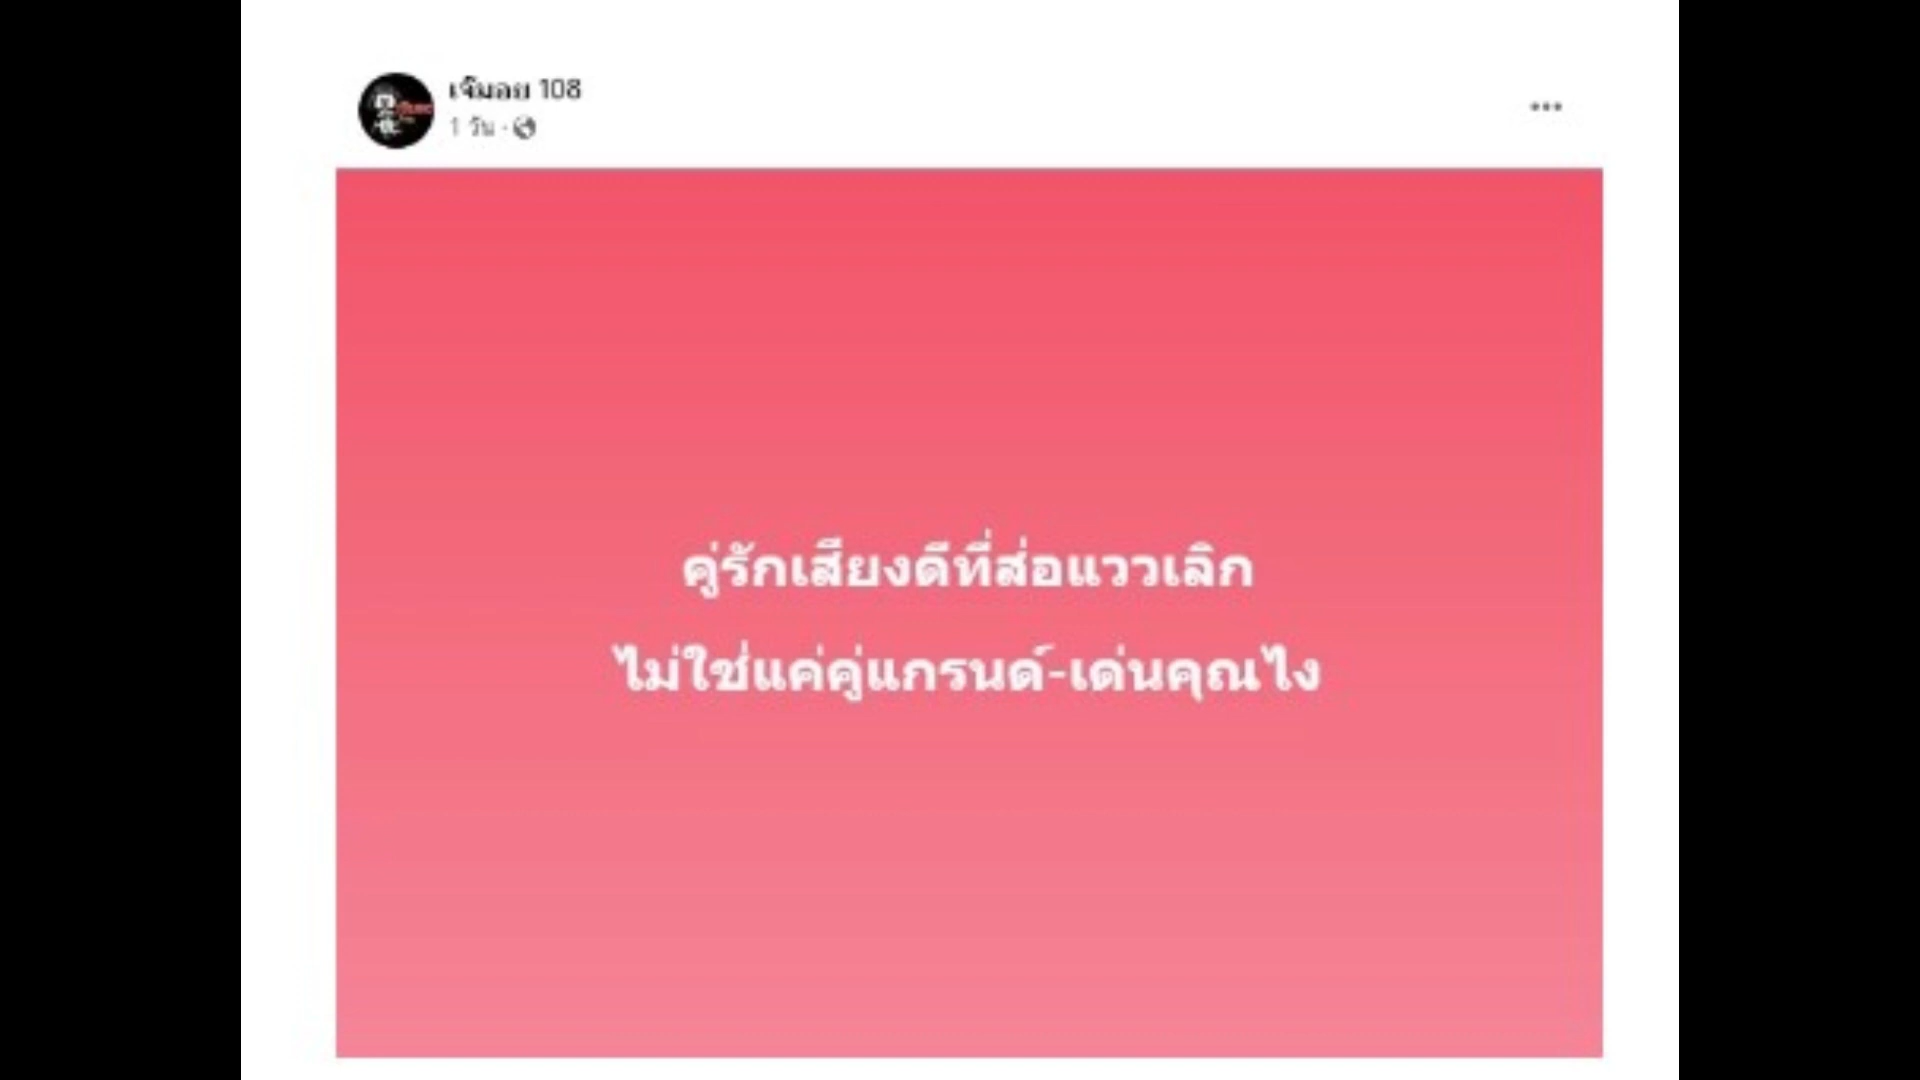 เจ๊มอย 108
1 วัน ·
คู่รักเสียงดีที่ส่อแววเลิก
ไม่ใช่แค่คู่แกรนด์-เด่นคุณไง